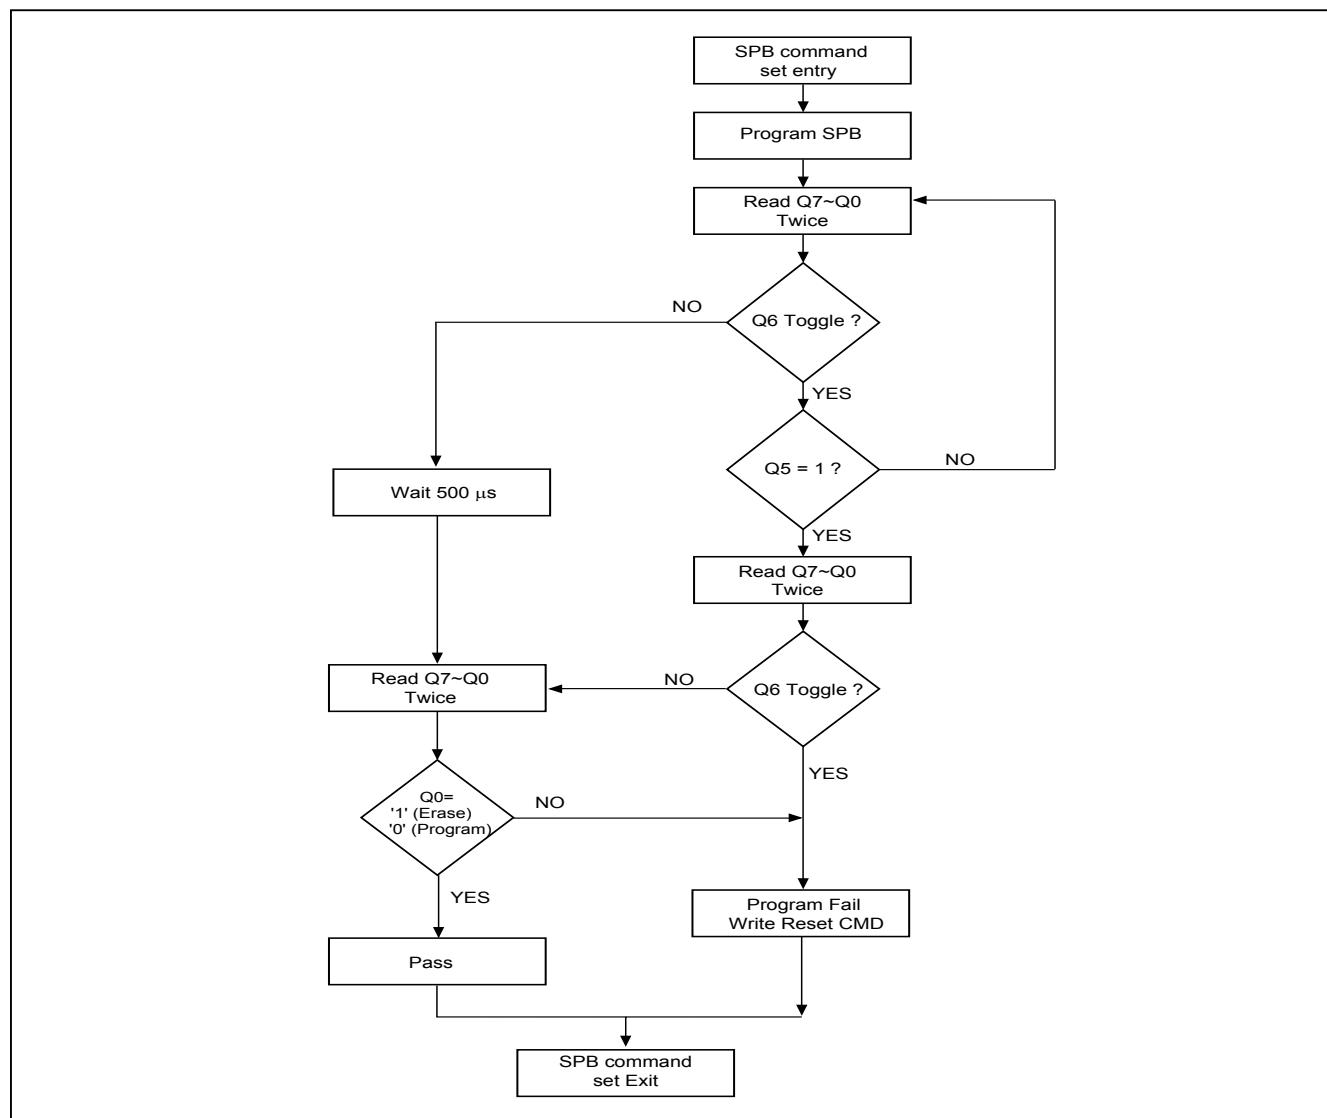 SPB command
set entry
Program SPB
Read Q7~Q0
Twice
NO
Q6 Toggle ?
YES
Q5 = 1 ?
NO
Wait 500 μs
YES
Read Q7~Q0
Twice
Read Q7~Q0
Twice
NO
Q6 Toggle ?
YES
Q0=
'1' (Erase)
'0' (Program)
NO
YES
Program Fail
Write Reset CMD
Pass
SPB command
set Exit